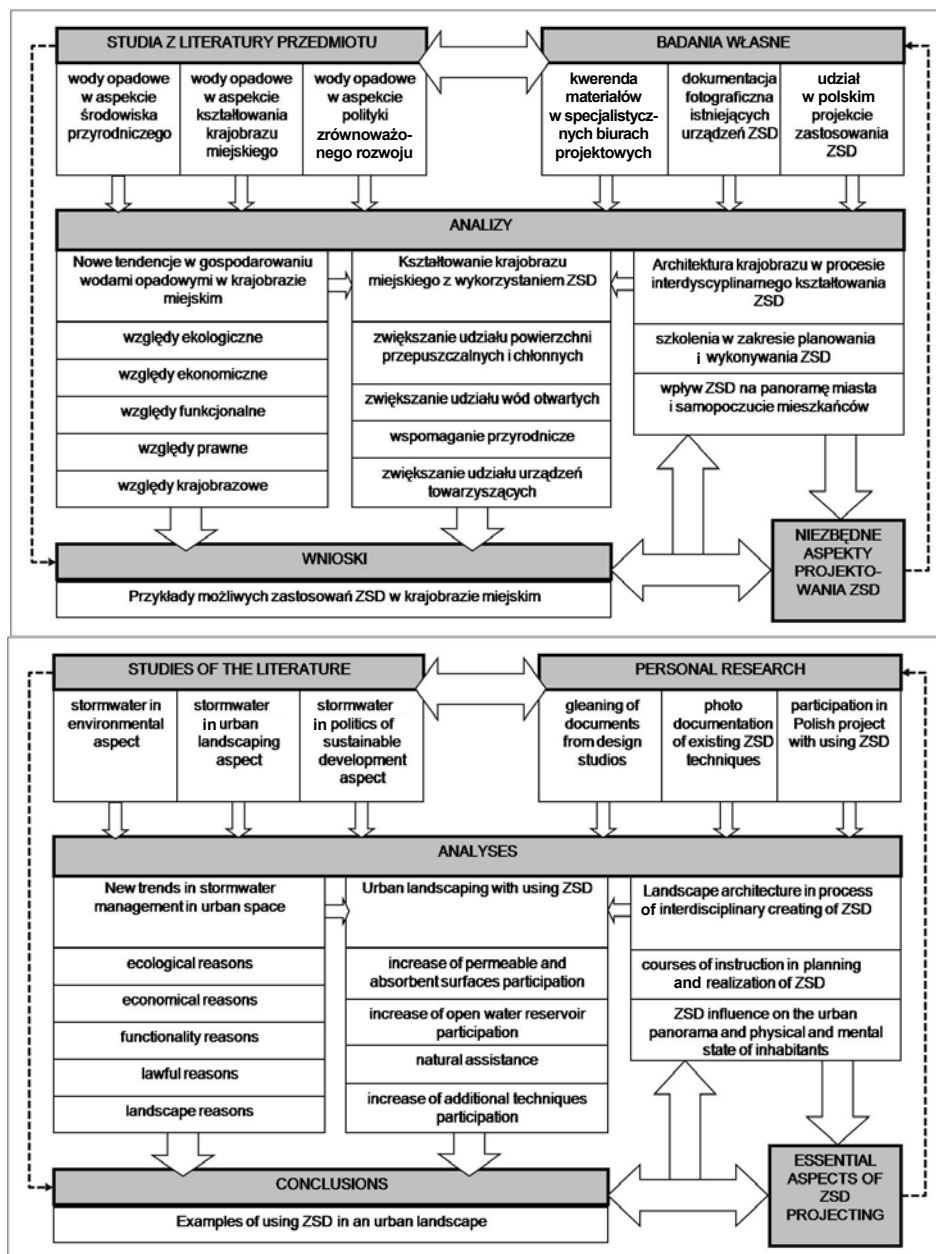 STUDIA Z LITERATURY PRZEDMIOTU
BADANIA WŁASNE
wody opadowe
w aspekcie
środowiska
przyrodniczego
wody opadowe
w aspekcie
kształtowania
krajobrazu
miejskiego
wody opadowe
w aspekcie
polityki
zrównoważo-
nego rozwoju
kwerenda
materiałów
w specjalistycz-
nych biurach
projektowych
dokumentacja
fotograficzna
istniejących
urządzeń ZSD
udział
w polskim
projekcie
zastosowania
ZSD
ANALIZY
Nowe tendencje w gospodarowaniu
wodami opadowymi w krajobrazie
miejskim
względy ekologiczne
względy ekonomiczne
względy funkcjonalne
względy prawne
względy krajobrazowe
Kształtowanie krajobrazu
miejskiego z wykorzystaniem ZSD
zwiększanie udziału powierzchni
przepuszczalnych i chłonnych
zwiększanie udziału wód otwartych
wspomaganie przyrodnicze
zwiększanie udziału urządzeń
towarzyszących
Architektura krajobrazu w procesie
interdyscyplinarnego kształtowania
ZSD
szkolenia w zakresie planowania
i wykonywania ZSD
wpływ ZSD na panoramę miasta
i samopoczucie mieszkańców
WNIOSKI
Przykłady możliwych zastosowań ZSD w krajobrazie miejskim
NIEZBĘDNE
ASPEKTY
PROJEKTO-
WANIA ZSD
STUDIES OF THE LITERATURE
PERSONAL RESEARCH
stormwater in
environmental
aspect
stormwater
in urban
landscaping
aspect
stormwater
in politics of
sustainable
development
aspect
gleaning of
documents
from design
studios
photo
documentation
of existing ZSD
techniques
participation in
Polish project
with using ZSD
ANALYSES
New trends in stormwater
management in urban space
ecological reasons
economical reasons
functionality reasons
lawful reasons
landscape reasons
Urban landscaping with using ZSD
increase of permeable and
absorbent surfaces participation
increase of open water reservoir
participation
natural assistance
increase of additional techniques
participation
Landscape architecture in process
of interdisciplinary creating of ZSD
courses of instruction in planning
and realization of ZSD
ZSD influence on the urban
panorama and physical and mental
state of inhabitants
CONCLUSIONS
Examples of using ZSD in an urban landscape
ESSENTIAL
ASPECTS OF
ZSD
PROJECTING